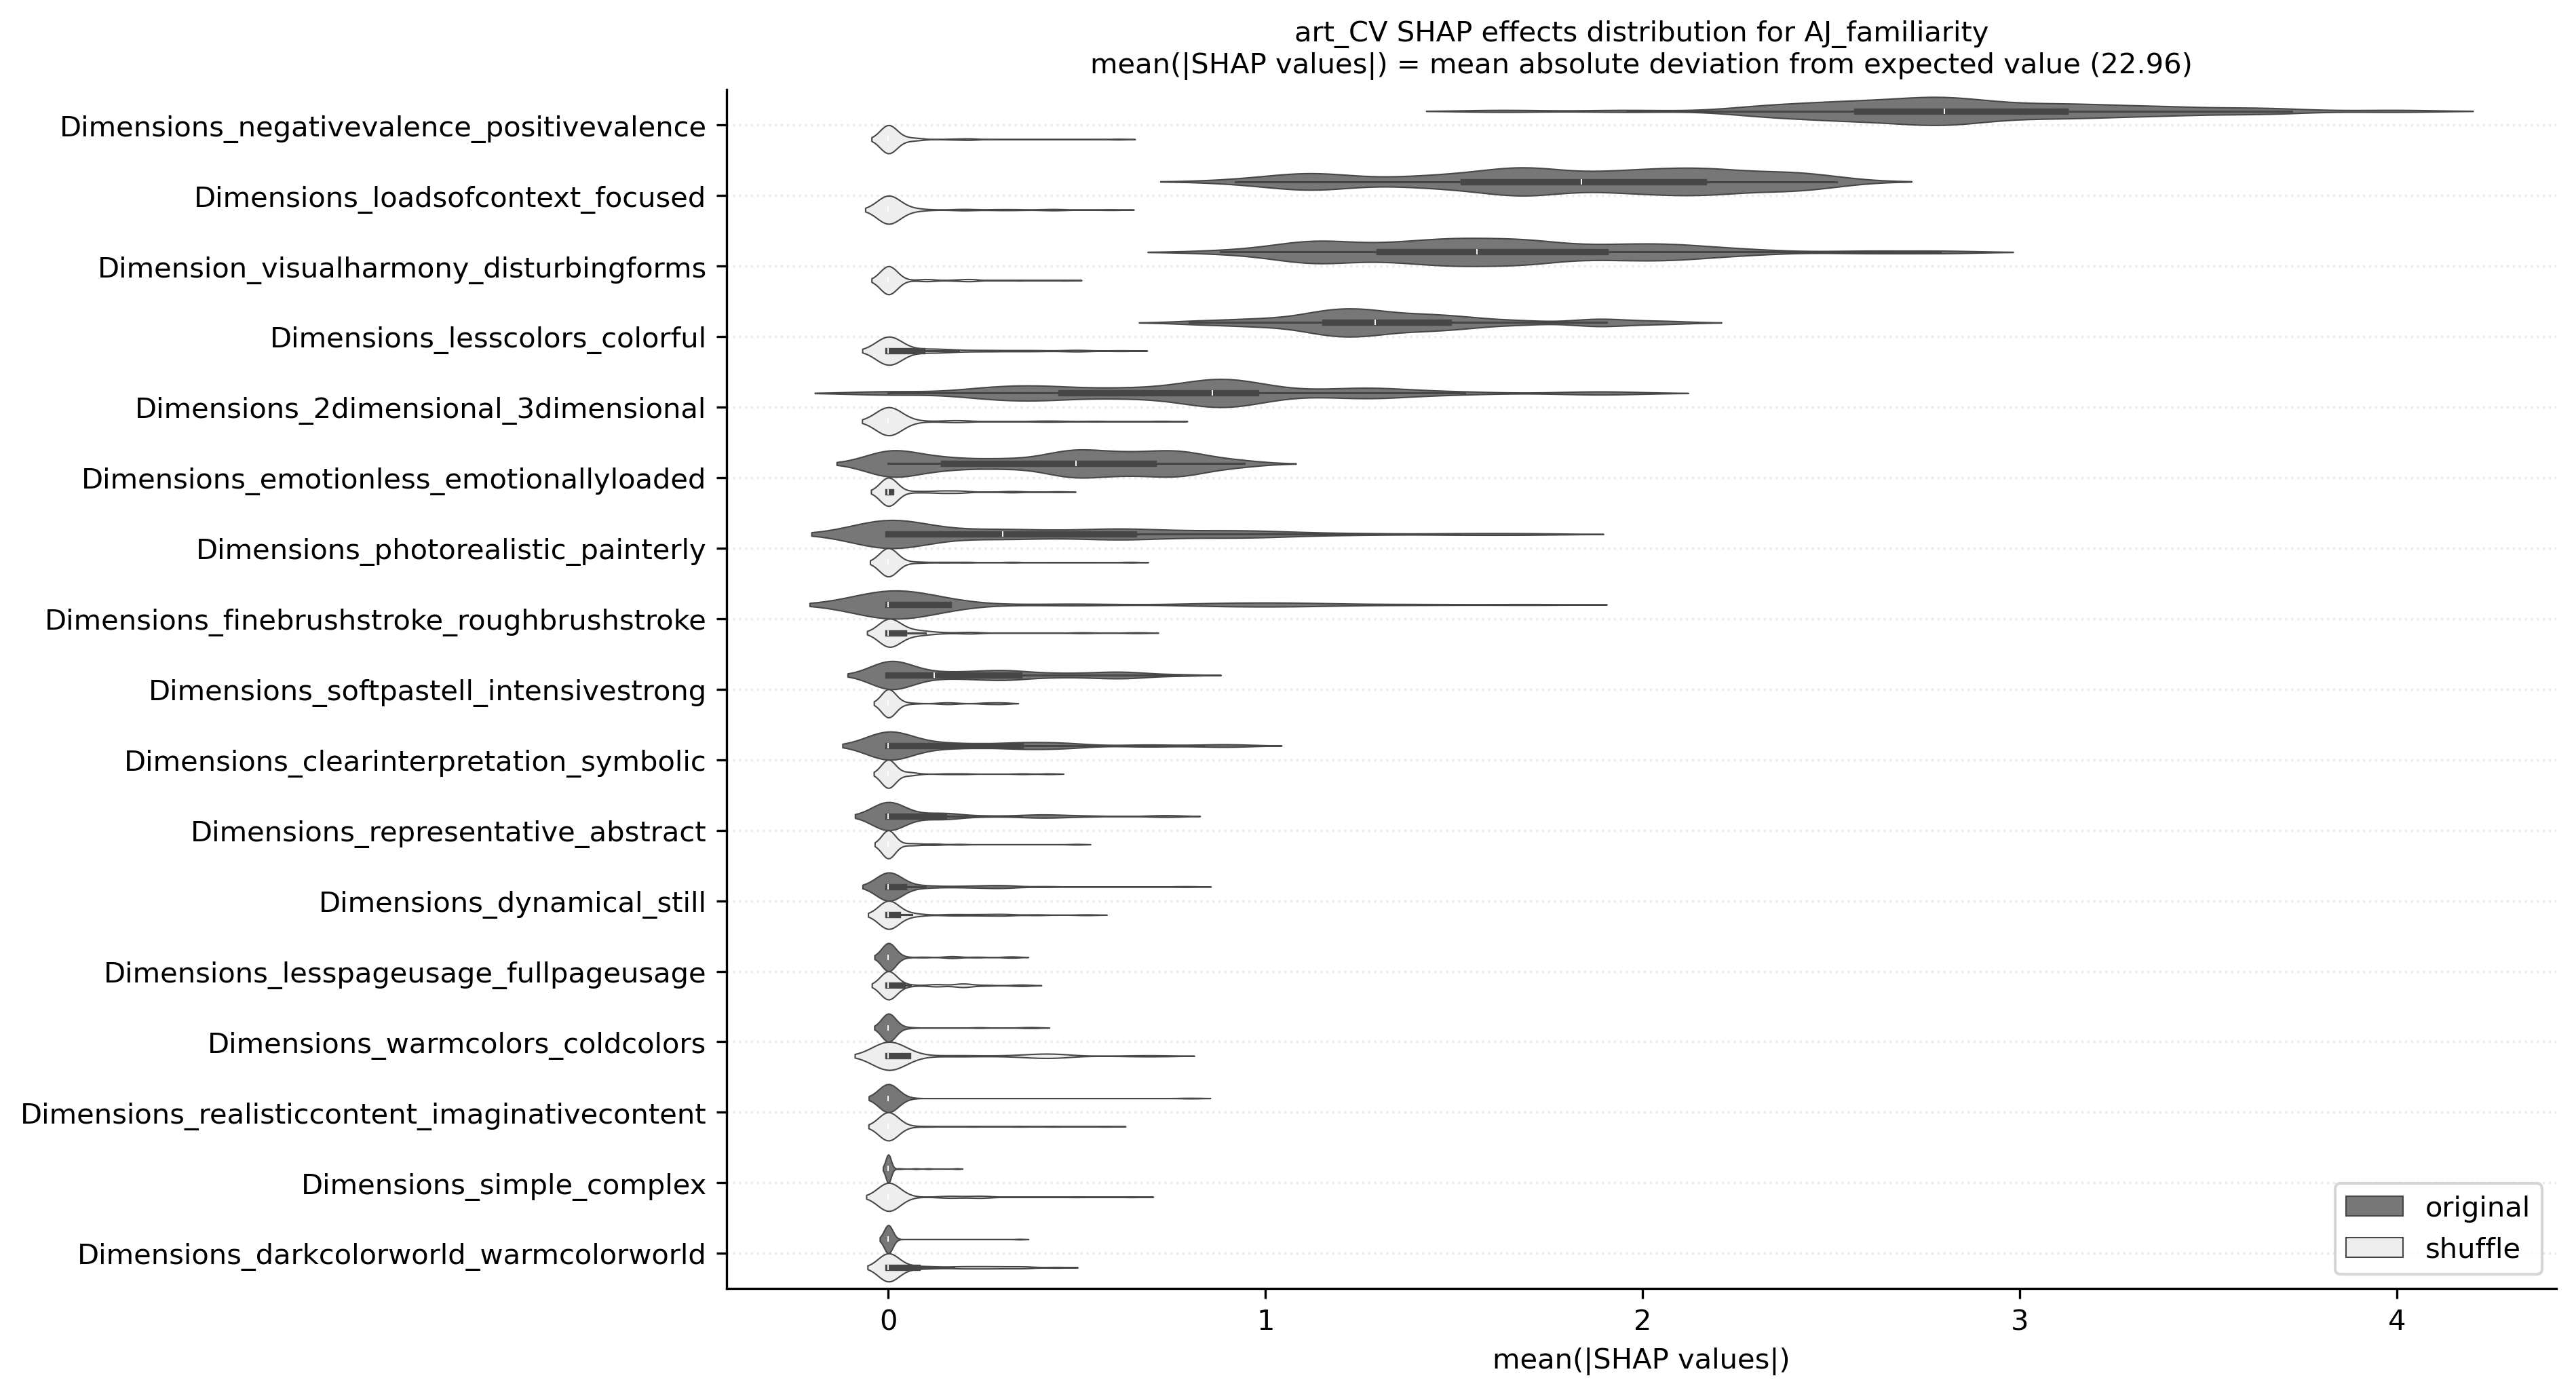 art_CV SHAP effects distribution for AJ_familiarity
mean(|SHAP values|) = mean absolute deviation from expected value (22.96)
Dimensions_negativevalence_positivevalence
Dimensions_loadsofcontext_focused
Dimension_visualharmony_disturbingforms
Dimensions_lesscolors_colorful
Dimensions_2dimensional_3dimensional
Dimensions_emotionless_emotionallyloaded
Dimensions_photorealistic_painterly
Dimensions_finebrushstroke_roughbrushstroke
Dimensions_softpastell_intensivestrong
Dimensions_clearinterpretation_symbolic
Dimensions_representative_abstract
Dimensions_dynamical_still
Dimensions_lesspageusage_fullpageusage
Dimensions_warmcolors_coldcolors
Dimensions_realisticcontent_imaginativecontent
Dimensions_simple_complex
Dimensions_darkcolorworld_warmcolorworld
original
shuffle
0 1 2 3 4
mean(|SHAP values|)